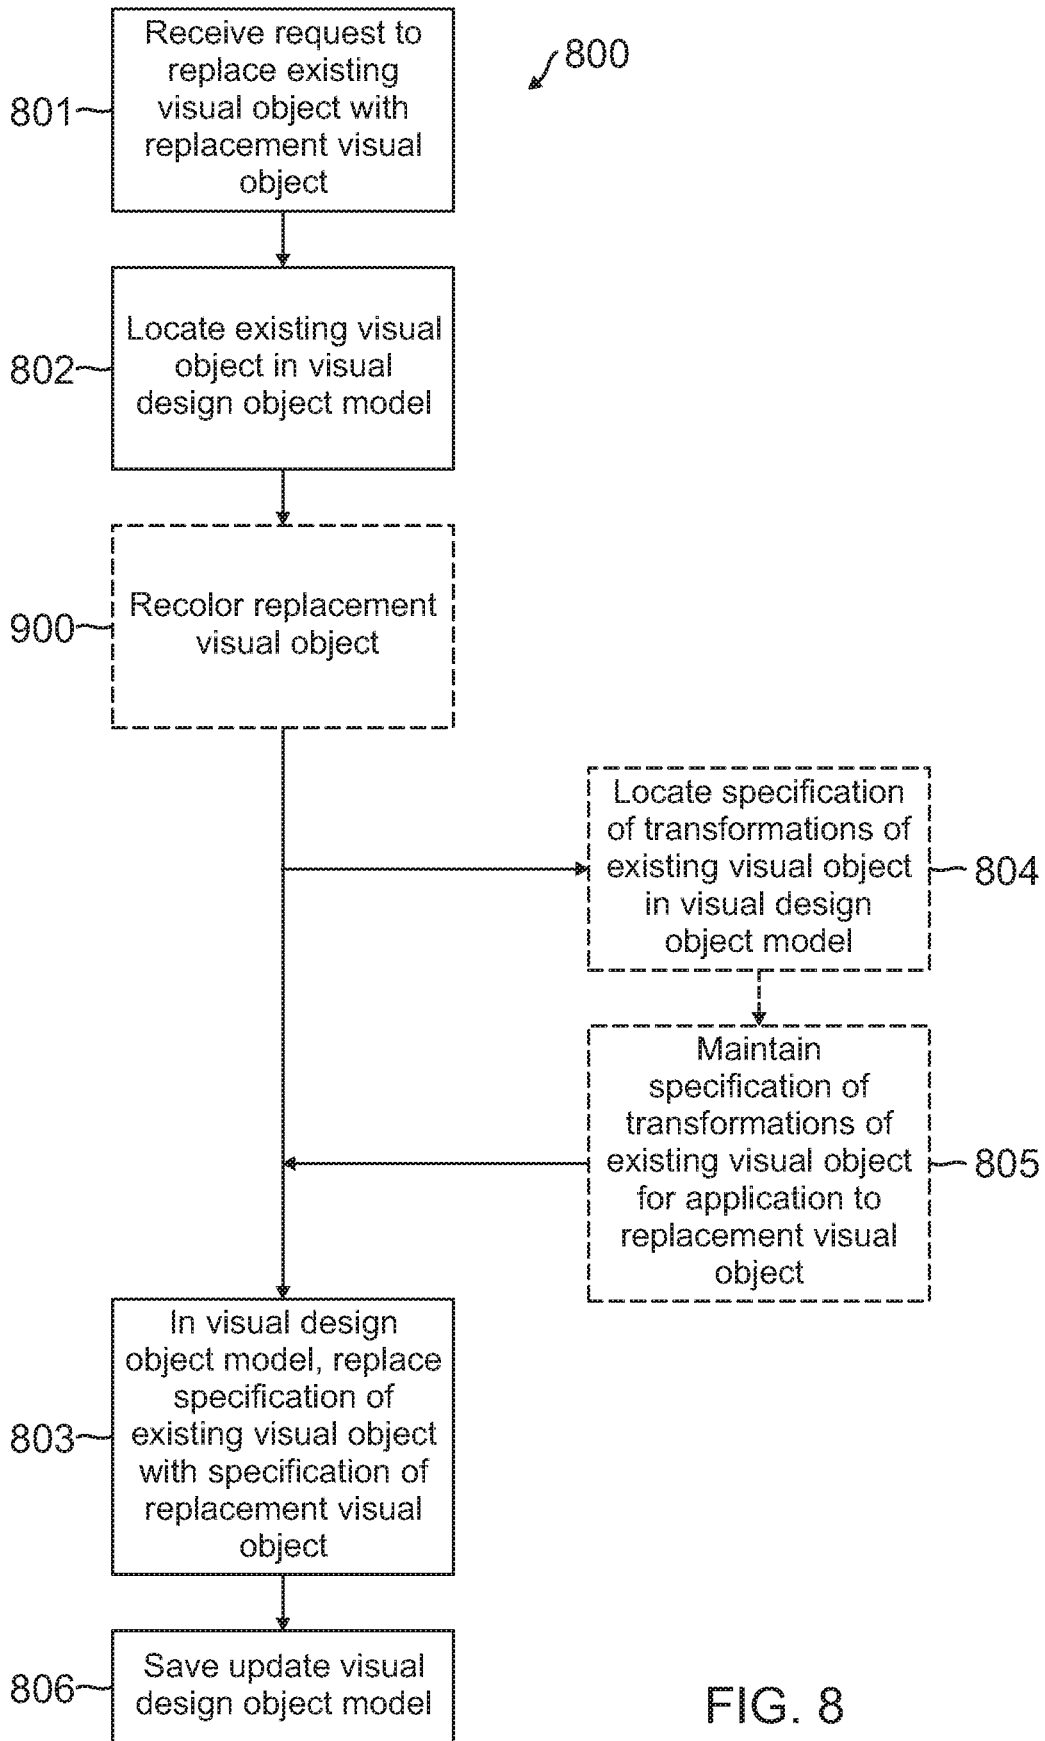 Receive request to
replace existing
visual object with
replacement visual
object
800
801
Locate existing visual
object in visual
design object model
802
Recolor replacement
visual object
900
Locate specification
of transformations of
existing visual object
in visual design
object model
804
Maintain
specification of
transformations of
existing visual object
for application to
replacement visual
object
805
In visual design
object model, replace
specification of
existing visual object
with specification of
replacement visual
object
803
Save update visual
design object model
806
FIG. 8